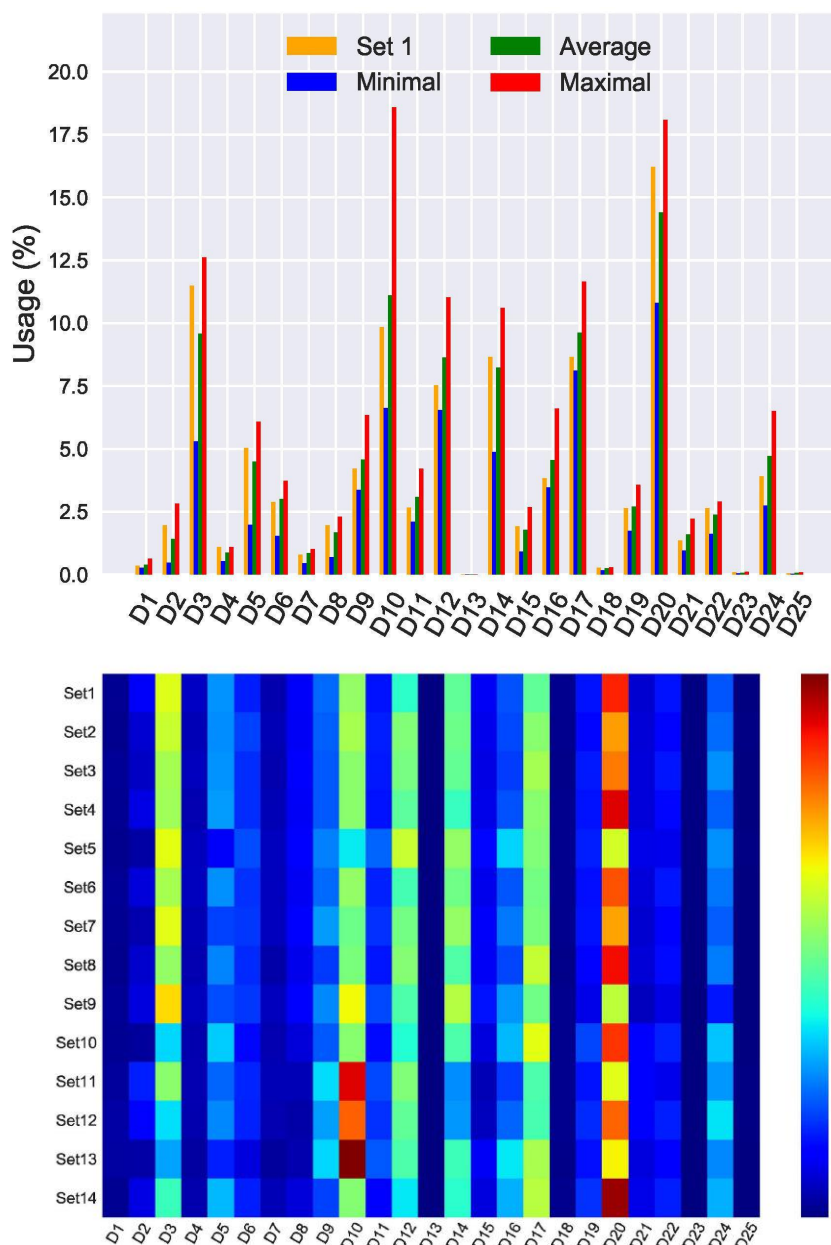 Set 1 Average
Minimal Maximal
20.0
17.5
15.0
12.5
10.0
7.5
5.0
2.5
0.0
Usage (%)
D1 D2 D3 D4 D5 D6 D7 D8 D9 D10 D11 D12 D13 D14 D15 D16 D17 D18 D19 D20 D21 D22 D23 D24 D25
Set1
Set2
Set3
Set4
Set5
Set6
Set7
Set8
Set9
Set10
Set11
Set12
Set13
Set14
D1 D2 D3 D4 D5 D6 D7 D8 D9 D10 D11 D12 D13 D14 D15 D16 D17 D18 D19 D20 D21 D22 D23 D24 D25